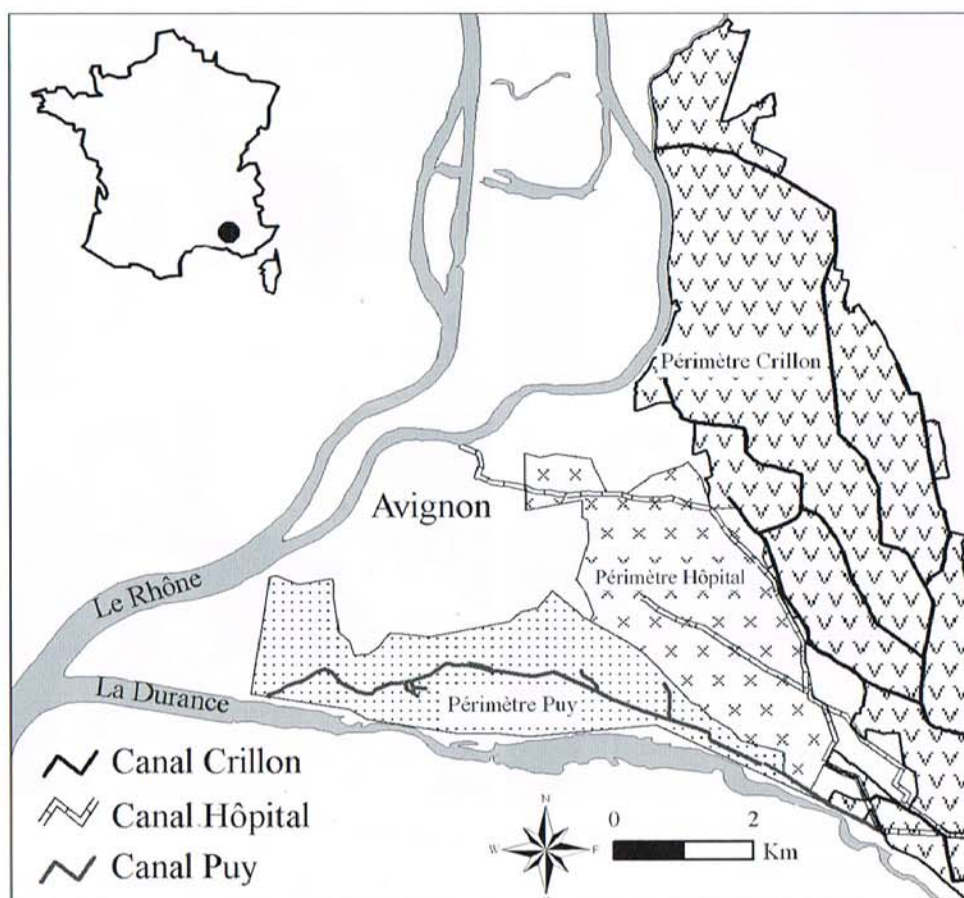 Périmètre Crillon
Avignon
Périmètre Hôpital
Le Rhône
La Durance
Périmètre Puy
Canal Crillon
Canal Hôpital
Canal Puy
N
W
E
S
0 2
Km